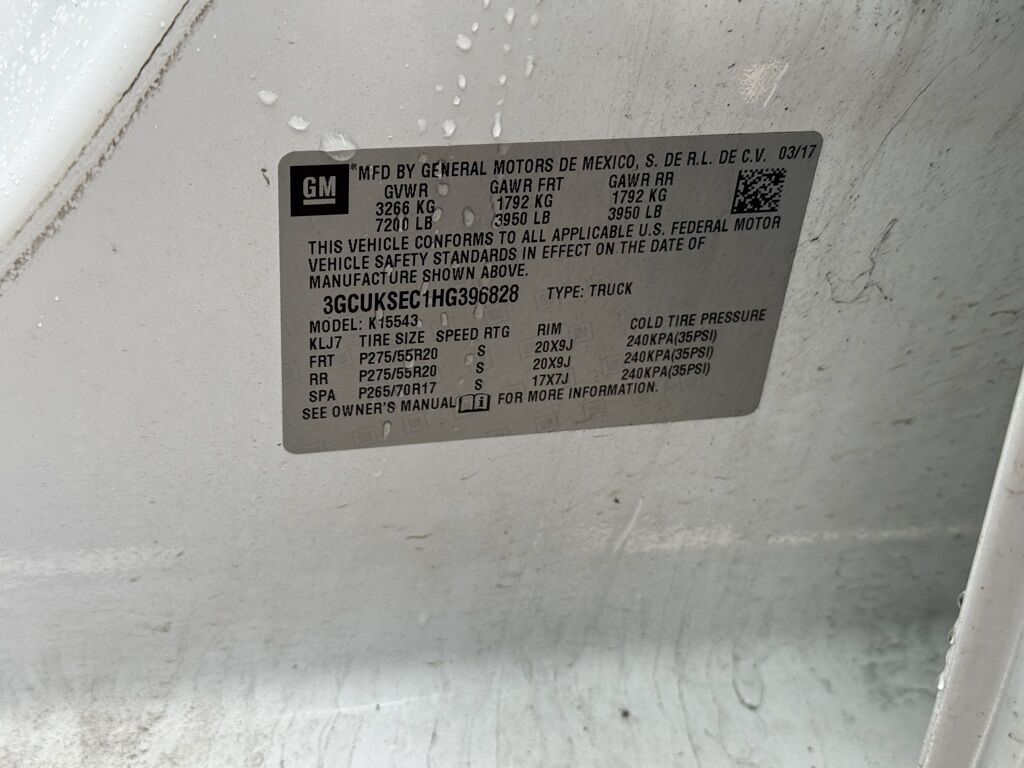 GM *MFD BY GENERAL MOTORS DE MEXICO, S. DE R.L. DE C.V. 03/17
GVWR GAWR FRT GAWR RR
3266 KG 1792 KG 1792 KG
7200 LB 3950 LB 3950 LB
THIS VEHICLE CONFORMS TO ALL APPLICABLE U.S. FEDERAL MOTOR
VEHICLE SAFETY STANDARDS IN EFFECT ON THE DATE OF
MANUFACTURE SHOWN ABOVE.
3GCUKSEC1HG396828 TYPE: TRUCK
MODEL: K15543
KLJ7 TIRE SIZE SPEED RTG RIM COLD TIRE PRESSURE
FRT P275/55R20 S 20X9J 240KPA(35PSI)
RR P275/55R20 S 20X9J 240KPA(35PSI)
SPA P265/70R17 S 17X7J 240KPA(35PSI)
SEE OWNER'S MANUAL i FOR MORE INFORMATION.